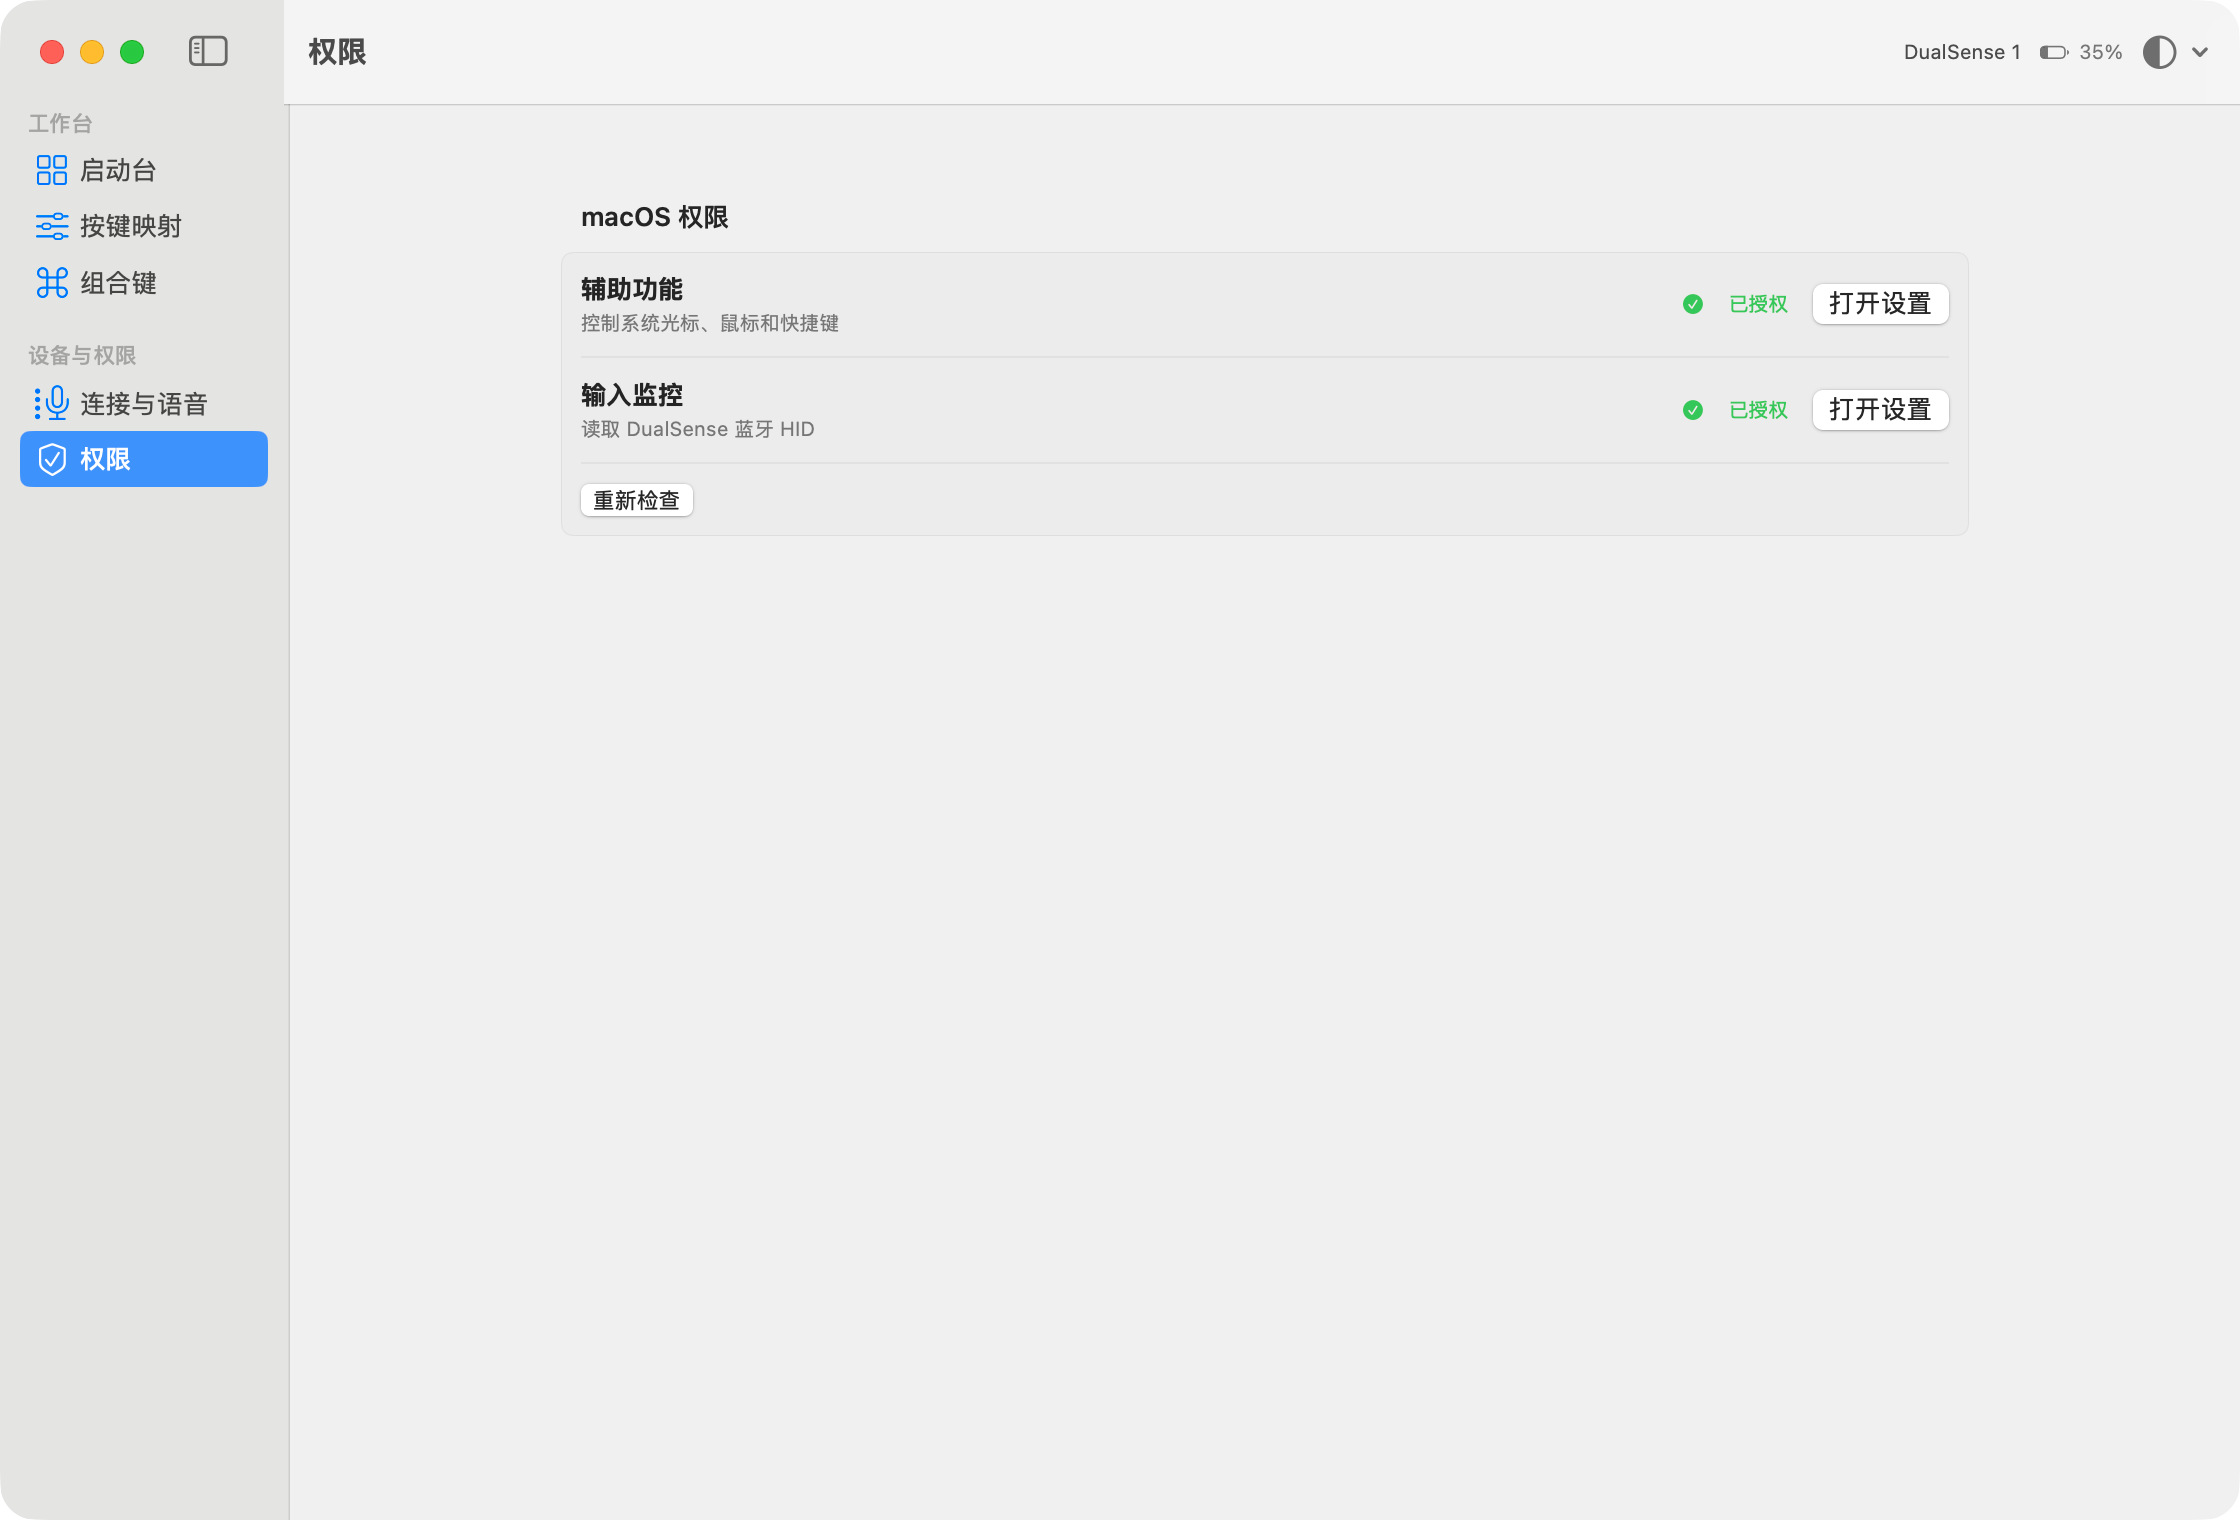 权限
DualSense 1 35%
工作台
启动台
按键映射
组合键
设备与权限
连接与语音
权限
macOS 权限
辅助功能
控制系统光标、鼠标和快捷键
已授权
打开设置
输入监控
读取 DualSense 蓝牙 HID
已授权
打开设置
重新检查